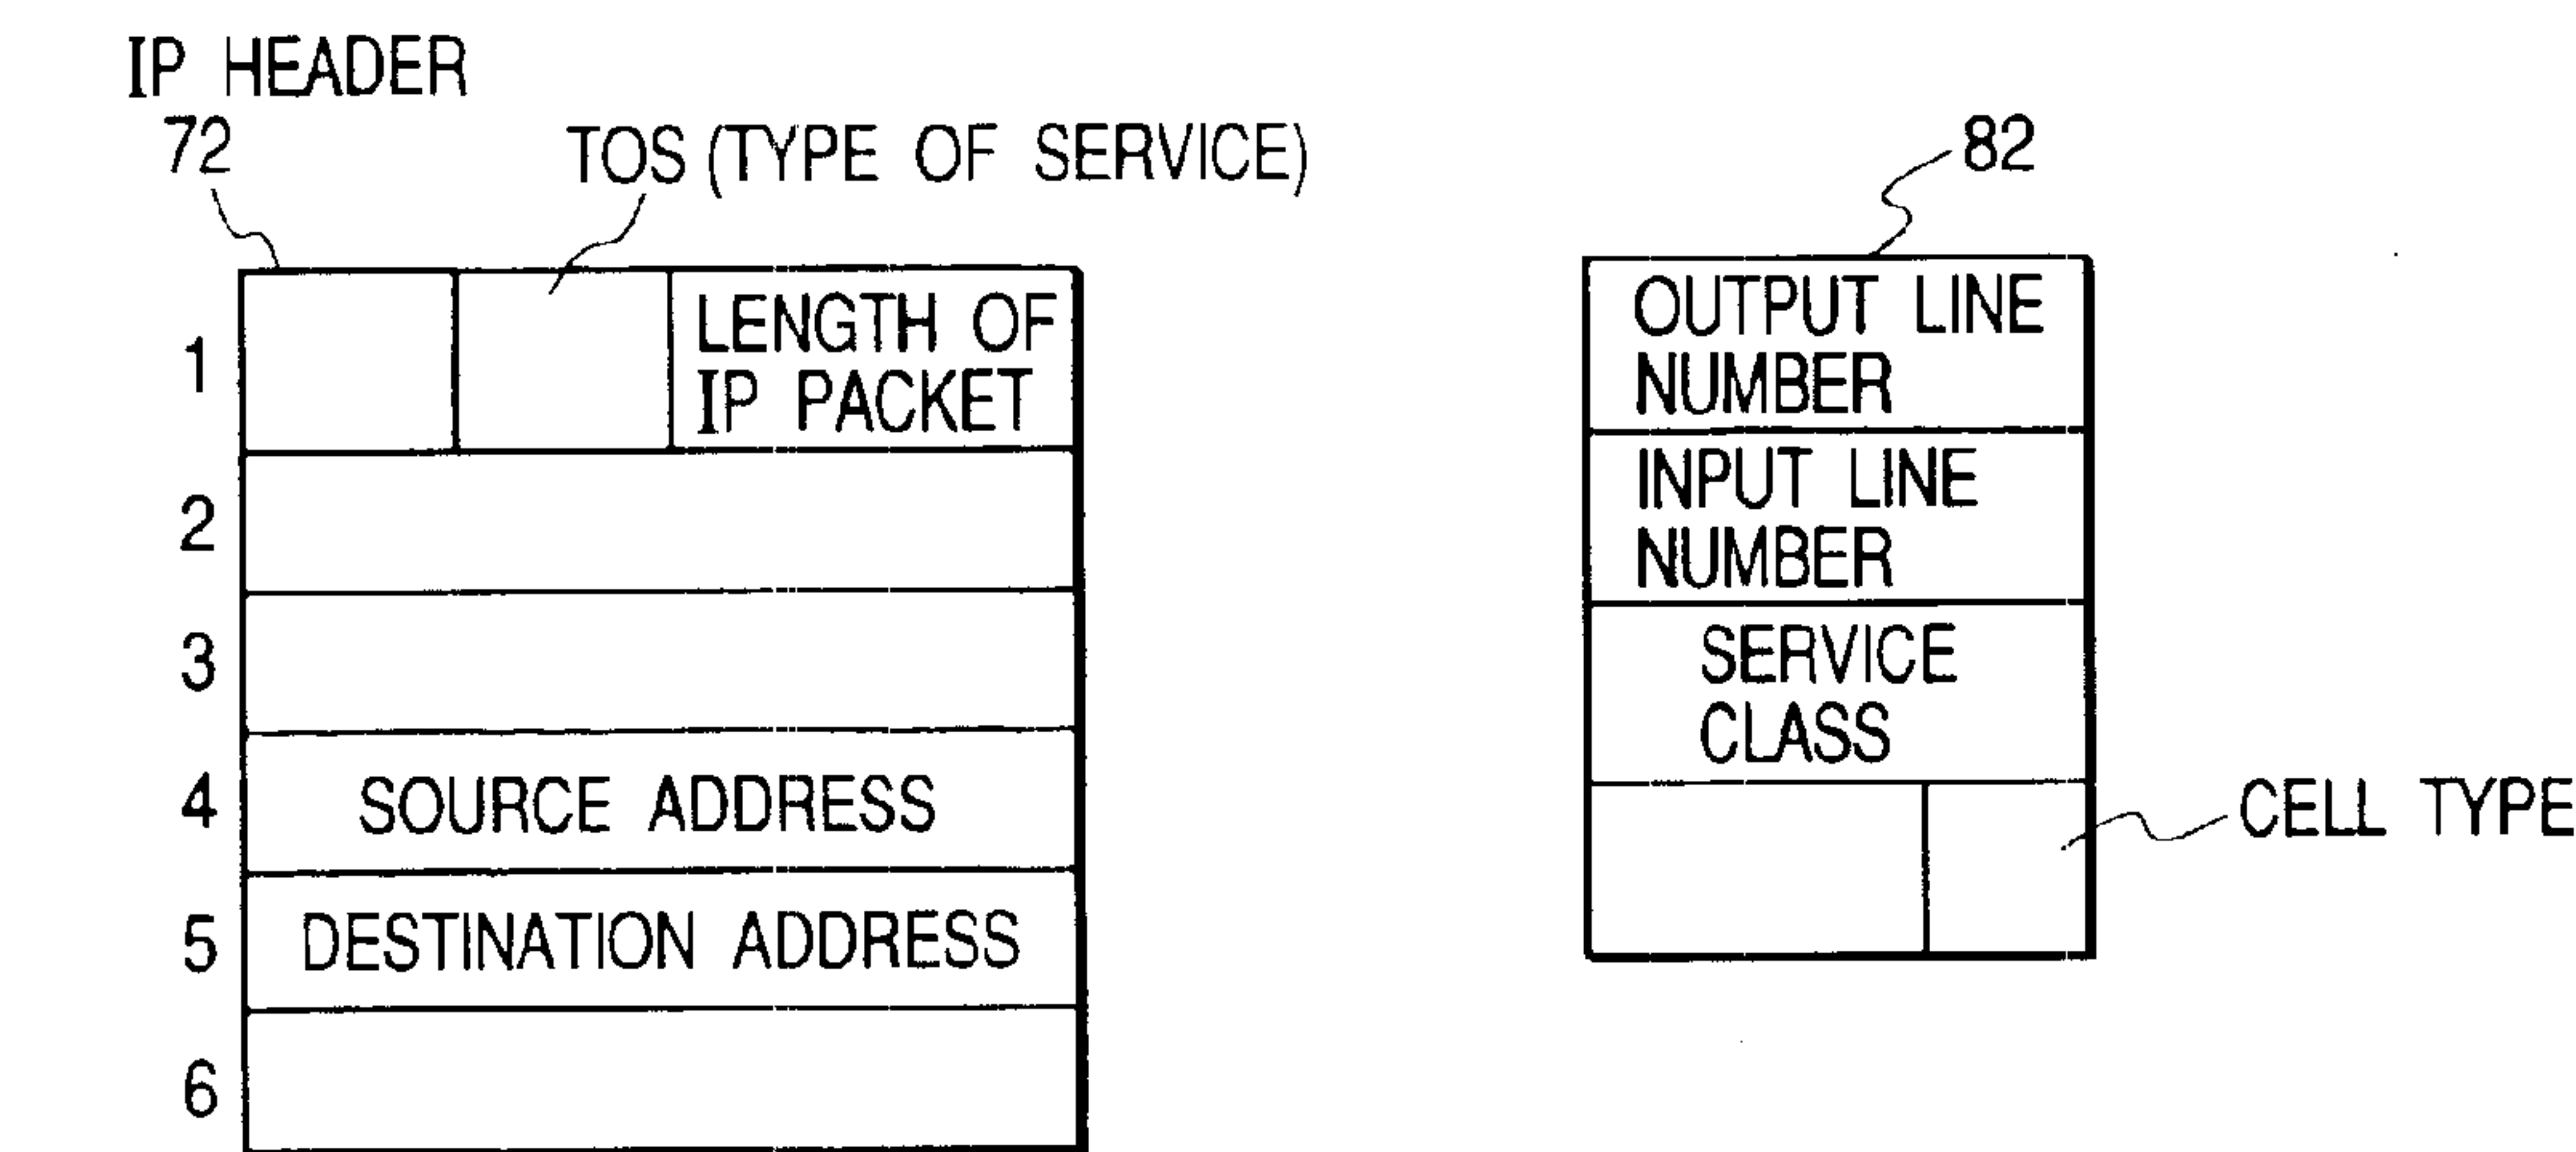 IP HEADER
72
TOS (TYPE OF SERVICE)
1
LENGTH OF
IP PACKET
2
3
4 SOURCE ADDRESS
5 DESTINATION ADDRESS
6
82
OUTPUT LINE
NUMBER
INPUT LINE
NUMBER
SERVICE
CLASS
CELL TYPE